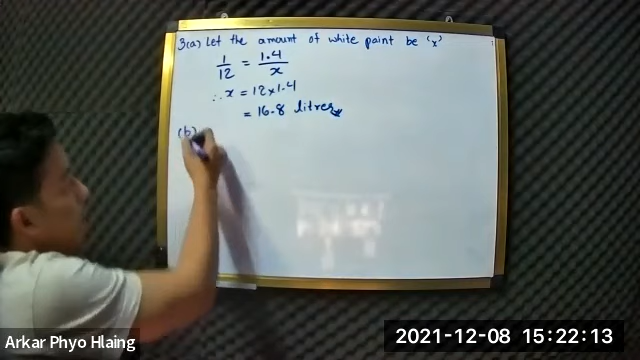 3(a) Let the amount of white paint be 'x'
1/12 = 1.4/x
∴ x = 12 x 1.4
= 16.8 litres
(b)
Arkar Phyo Hlaing
2021-12-08 15:22:13